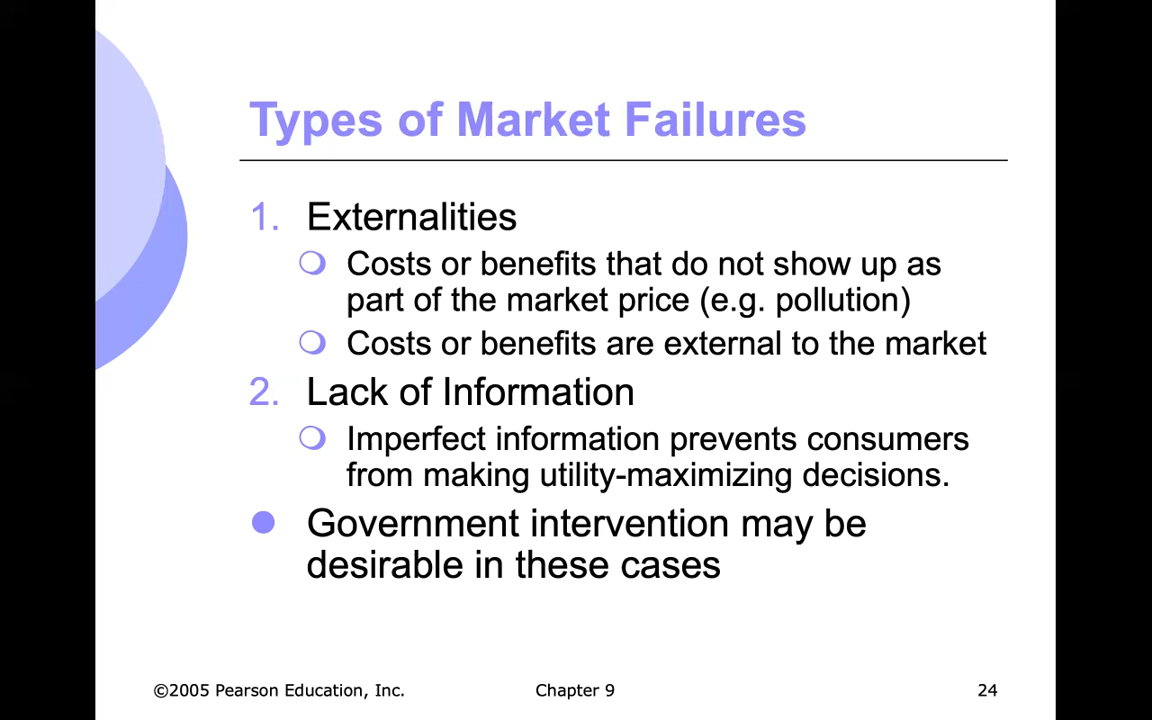 Types of Market Failures
1. Externalities
Costs or benefits that do not show up as
part of the market price (e.g. pollution)
Costs or benefits are external to the market
2. Lack of Information
Imperfect information prevents consumers
from making utility-maximizing decisions.
Government intervention may be
desirable in these cases
©2005 Pearson Education, Inc. Chapter 9 24